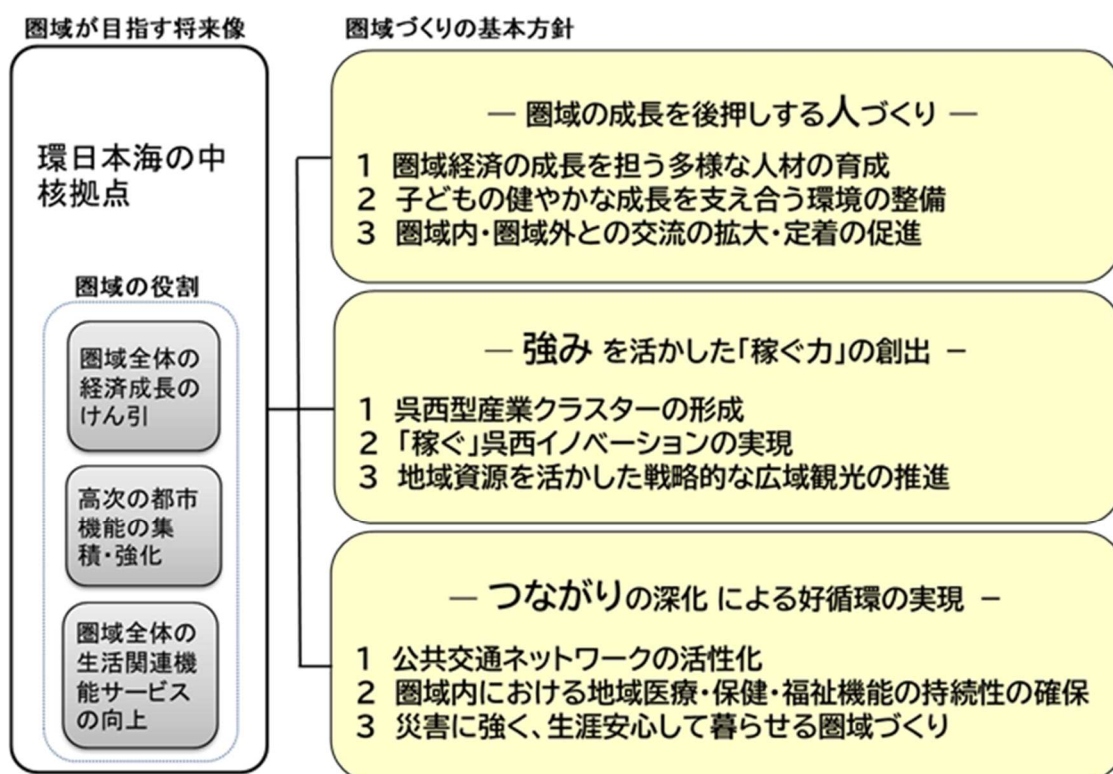 圏域が目指す将来像
環日本海の中
核拠点
圏域の役割
圏域全体の
経済成長の
けん引
高次の都市
機能の集
積・強化
圏域全体の
生活関連機
能サービス
の向上
圏域づくりの基本方針
― 圏域の成長を後押しする人づくり ―
1 圏域経済の成長を担う多様な人材の育成
2 子どもの健やかな成長を支え合う環境の整備
3 圏域内・圏域外との交流の拡大・定着の促進
― 強み を活かした「稼ぐ力」の創出 −
1 呉西型産業クラスターの形成
2 「稼ぐ」呉西イノベーションの実現
3 地域資源を活かした戦略的な広域観光の推進
― つながりの深化 による好循環の実現 −
1 公共交通ネットワークの活性化
2 圏域内における地域医療・保健・福祉機能の持続性の確保
3 災害に強く、生涯安心して暮らせる圏域づくり